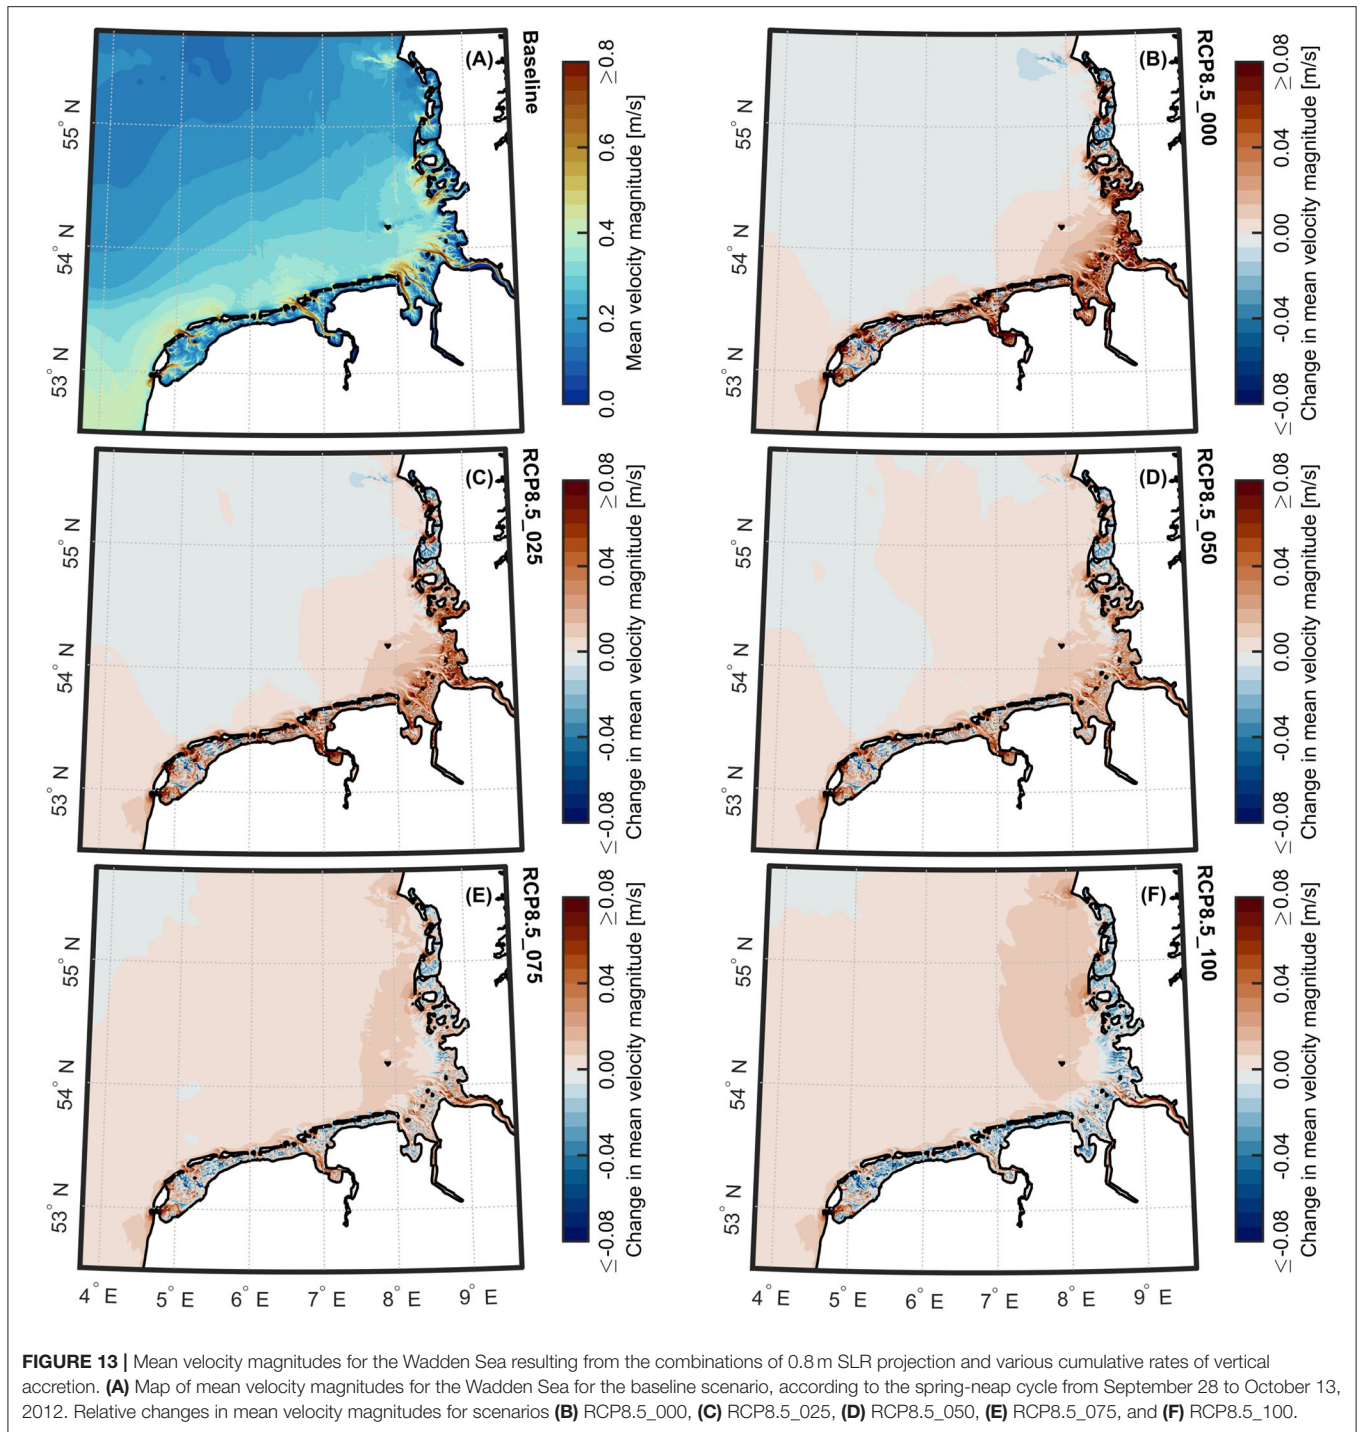 (A)
Baseline
55° N
54° N
53° N
≥0.8
0.6
0.4
0.2
0.0
Mean velocity magnitude [m/s]
(B)
RCP8.5_000
55° N
54° N
53° N
≥0.08
0.04
0.00
-0.04
≤-0.08
Change in mean velocity magnitude [m/s]
(C)
RCP8.5_025
55° N
54° N
53° N
≥0.08
0.04
0.00
-0.04
≤-0.08
Change in mean velocity magnitude [m/s]
(D)
RCP8.5_050
55° N
54° N
53° N
≥0.08
0.04
0.00
-0.04
≤-0.08
Change in mean velocity magnitude [m/s]
(E)
RCP8.5_075
55° N
54° N
53° N
≥0.08
0.04
0.00
-0.04
≤-0.08
Change in mean velocity magnitude [m/s]
4° E 5° E 6° E 7° E 8° E 9° E
(F)
RCP8.5_100
55° N
54° N
53° N
≥0.08
0.04
0.00
-0.04
≤-0.08
Change in mean velocity magnitude [m/s]
4° E 5° E 6° E 7° E 8° E 9° E
FIGURE 13 | Mean velocity magnitudes for the Wadden Sea resulting from the combinations of 0.8 m SLR projection and various cumulative rates of vertical
accretion. (A) Map of mean velocity magnitudes for the Wadden Sea for the baseline scenario, according to the spring-neap cycle from September 28 to October 13,
2012. Relative changes in mean velocity magnitudes for scenarios (B) RCP8.5_000, (C) RCP8.5_025, (D) RCP8.5_050, (E) RCP8.5_075, and (F) RCP8.5_100.